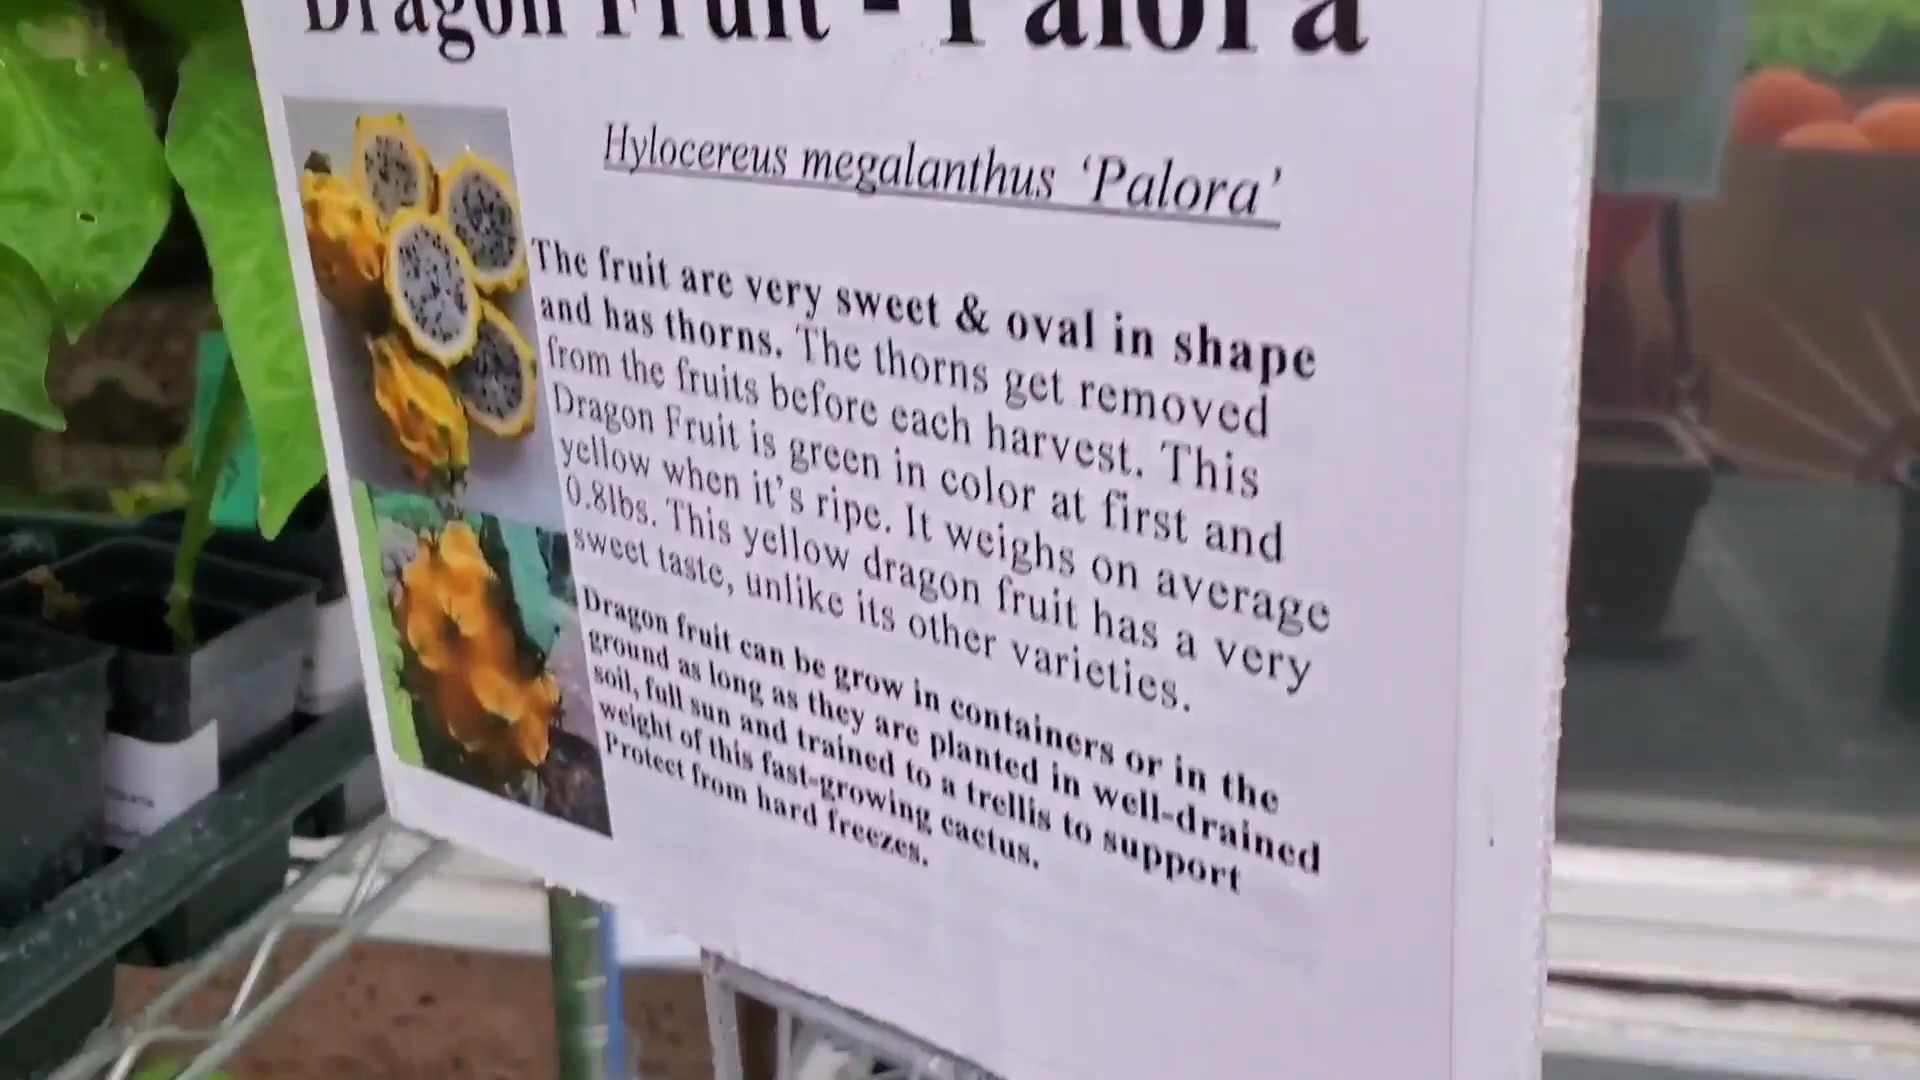 Dragon Fruit - Palora
Hylocereus megalanthus ‘Palora’
The fruit are very sweet & oval in shape
and has thorns. The thorns get removed
from the fruits before each harvest. This
Dragon Fruit is green in color at first and
yellow when it’s ripe. It weighs on average
0.8lbs. This yellow dragon fruit has a very
sweet taste, unlike its other varieties.
Dragon fruit can be grow in containers or in the
ground as long as they are planted in well-drained
soil, full sun and trained to a trellis to support
weight of this fast-growing cactus.
Protect from hard freezes.